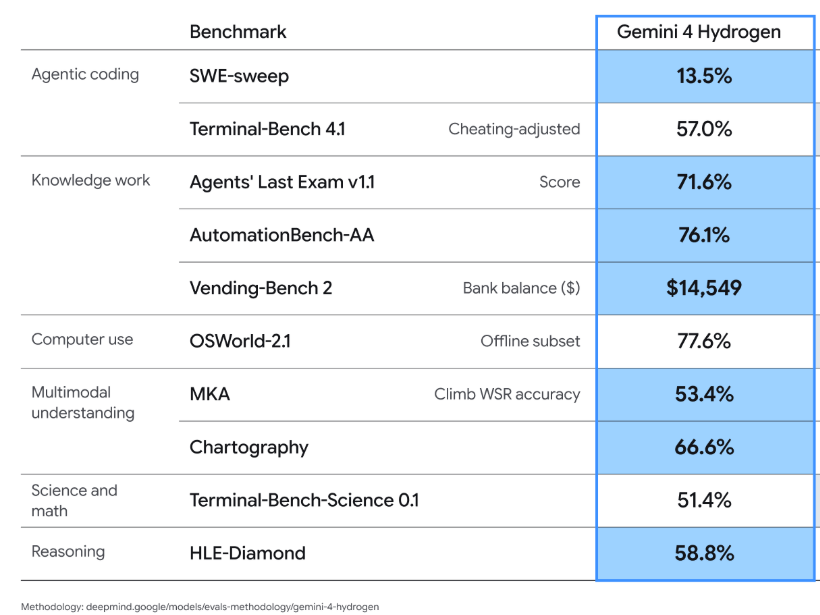 Benchmark Gemini 4 Hydrogen
Agentic coding SWE-sweep 13.5%
Terminal-Bench 4.1 Cheating-adjusted 57.0%
Knowledge work Agents' Last Exam v1.1 Score 71.6%
AutomationBench-AA 76.1%
Vending-Bench 2 Bank balance ($) $14,549
Computer use OSWorld-2.1 Offline subset 77.6%
Multimodal
understanding MKA Climb WSR accuracy 53.4%
Chartography 66.6%
Science and
math Terminal-Bench-Science 0.1 51.4%
Reasoning HLE-Diamond 58.8%
Methodology: deepmind.google/models/evals-methodology/gemini-4-hydrogen